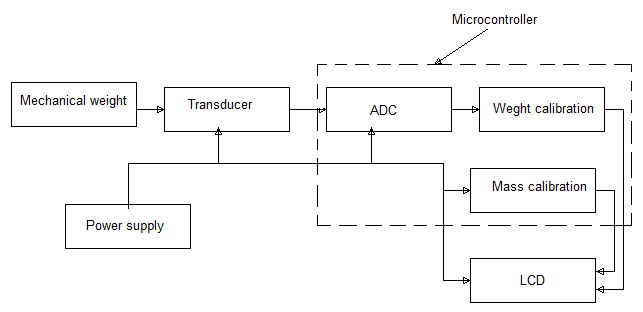 Microcontroller
Mechanical weight
Transducer
ADC
Weght calibration
Mass calibration
Power supply
LCD